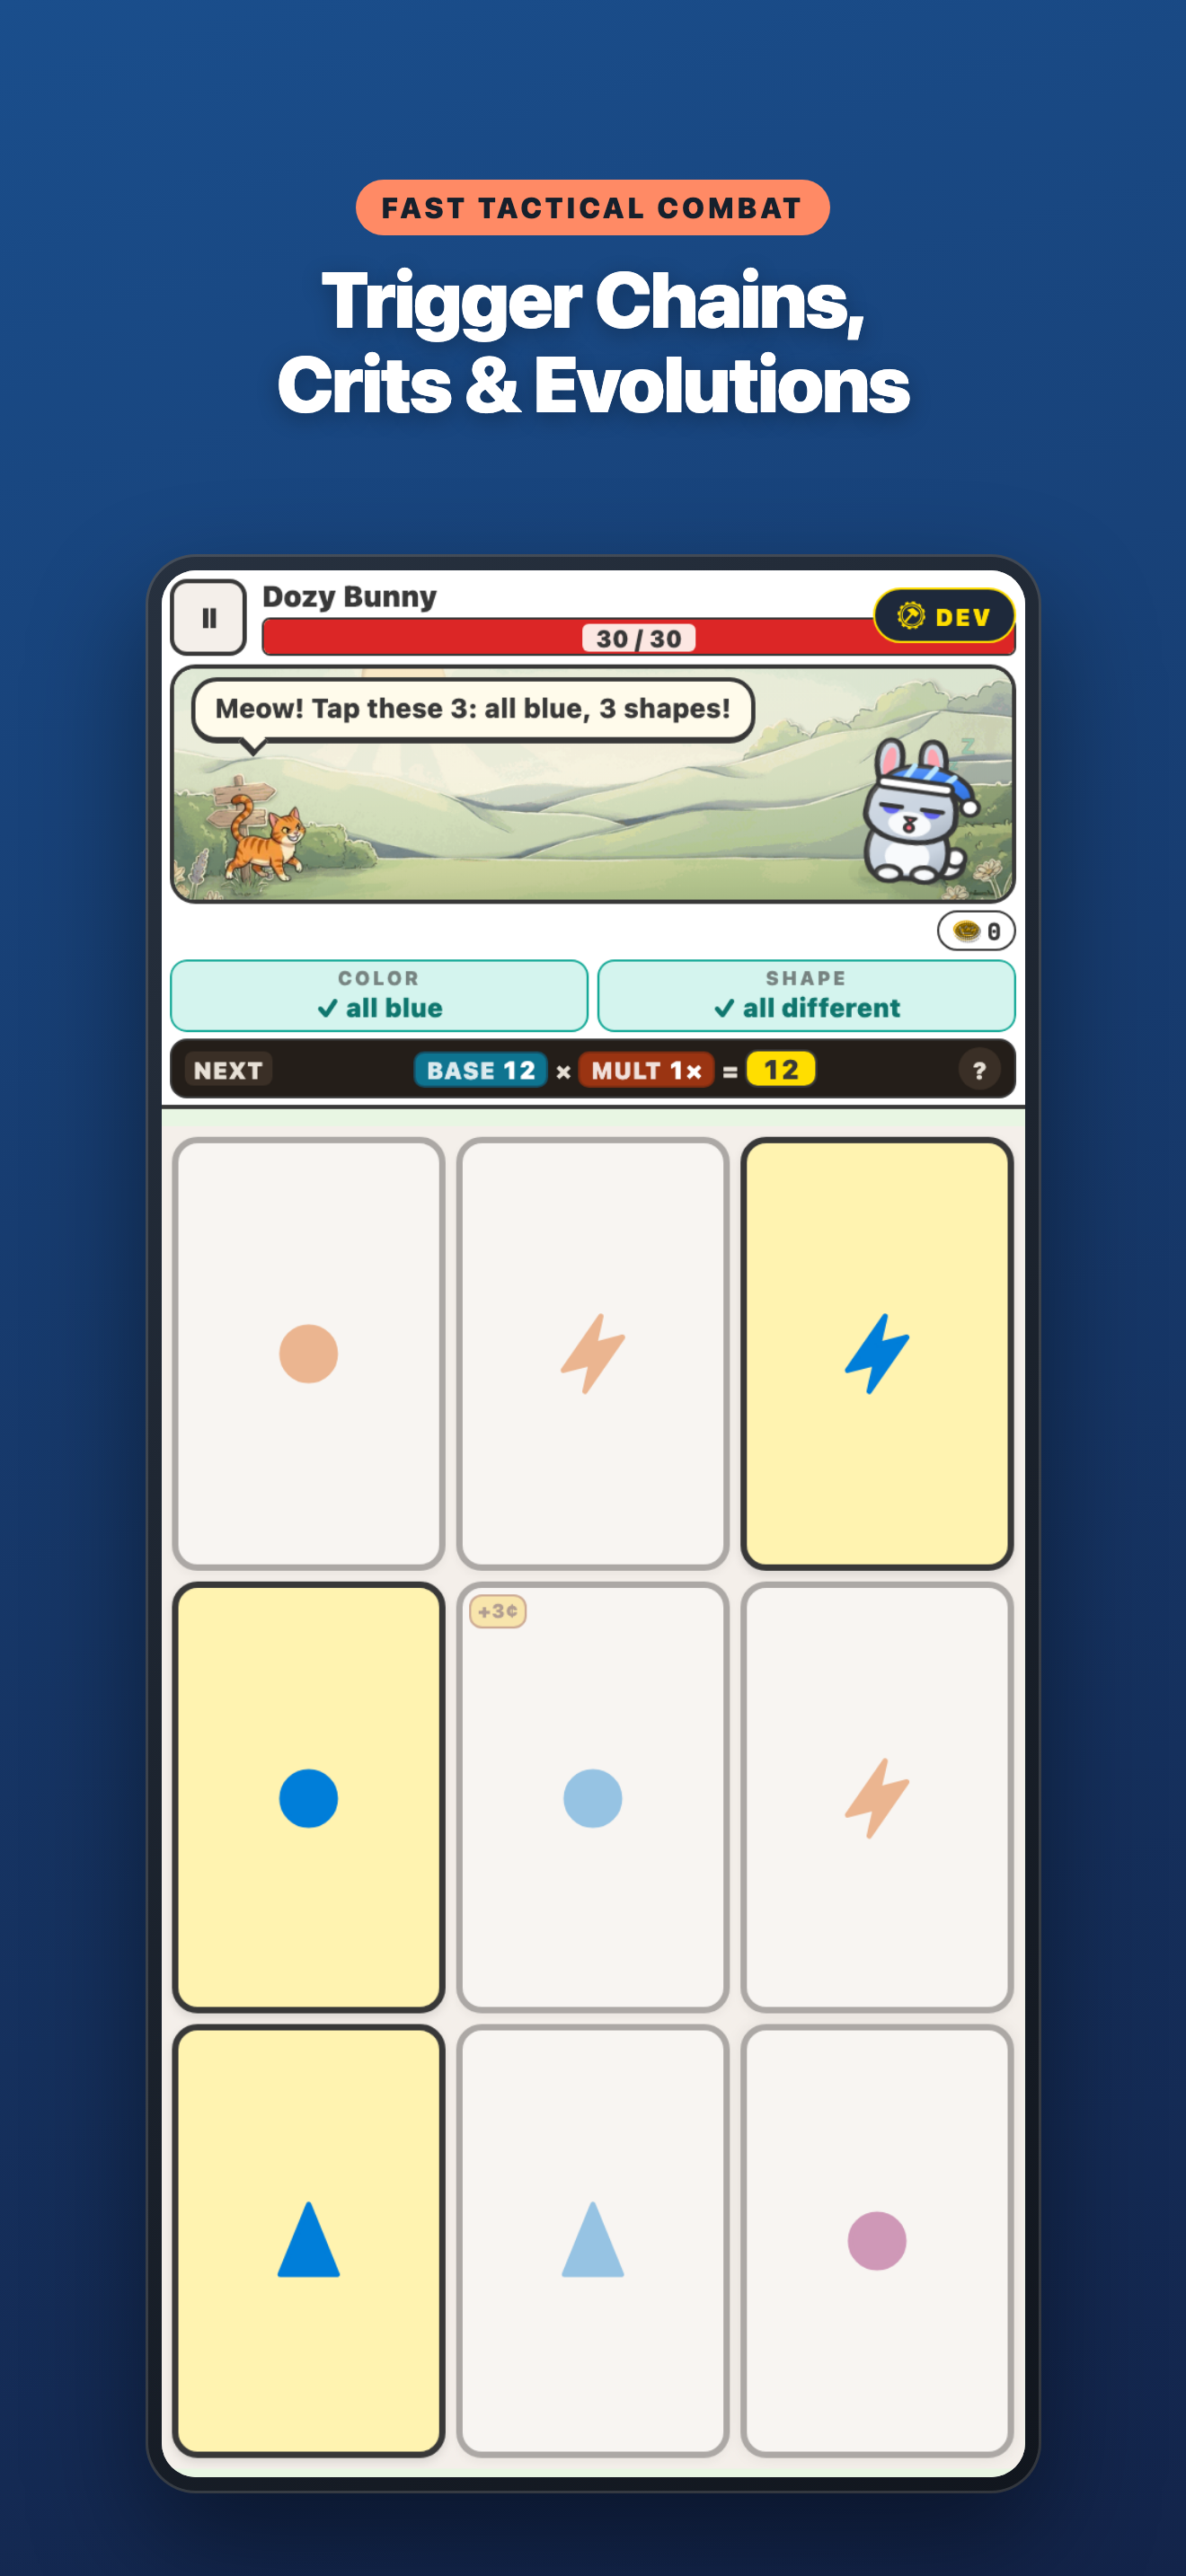 FAST TACTICAL COMBAT
Trigger Chains,
Crits & Evolutions
Dozy Bunny
30 / 30
DEV
Meow! Tap these 3: all blue, 3 shapes!
Z
0
COLOR
✓ all blue
SHAPE
✓ all different
NEXT
BASE 12 × MULT 1× = 12
?
+3¢